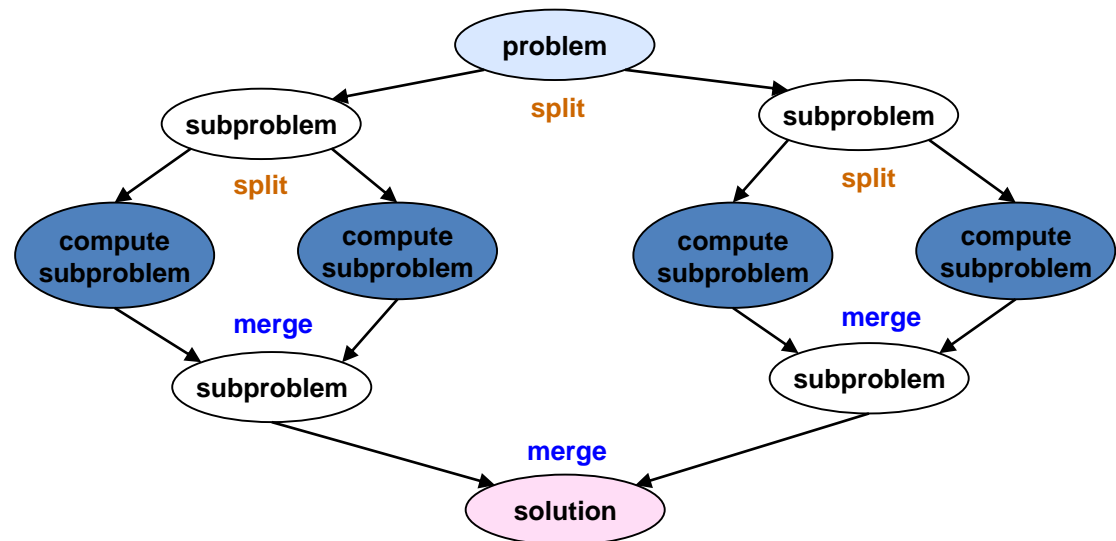 problem
split
subproblem
subproblem
split
split
compute
subproblem
compute
subproblem
compute
subproblem
compute
subproblem
merge
merge
subproblem
subproblem
merge
solution